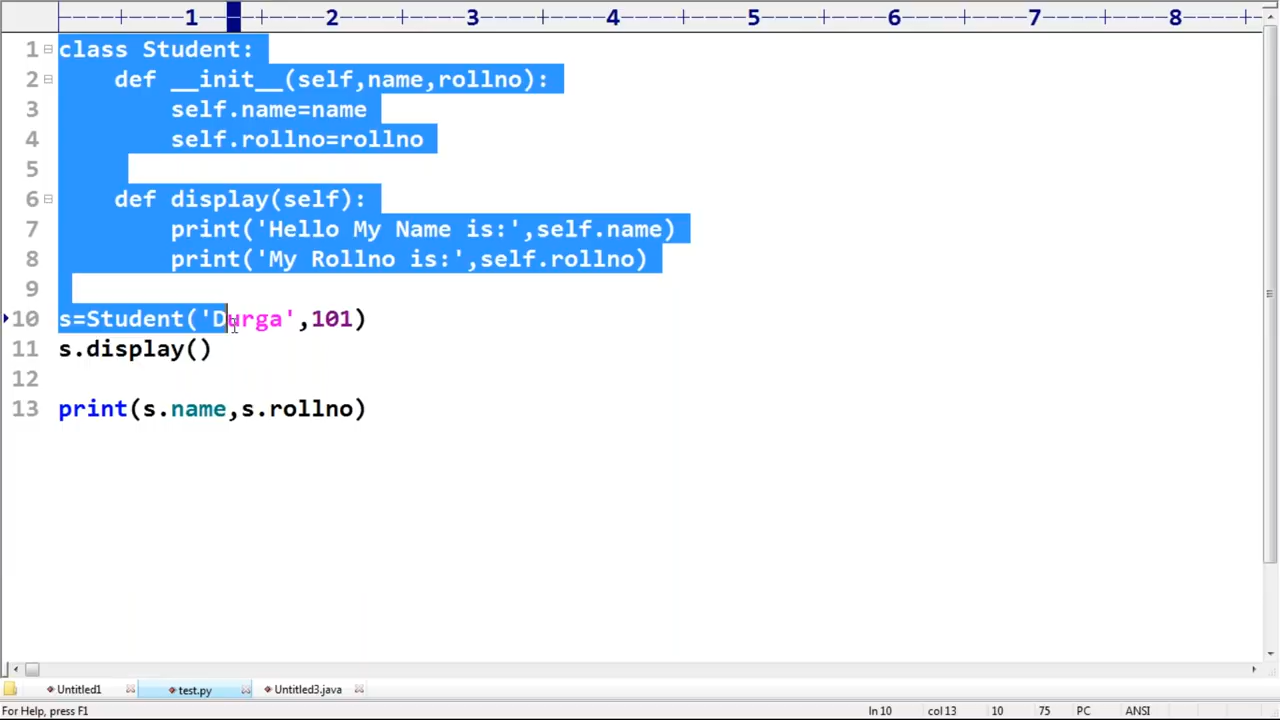 1 2 3 4 5 6 7 8
1 class Student:
2     def __init__(self,name,rollno):
3         self.name=name
4         self.rollno=rollno
5
6     def display(self):
7         print('Hello My Name is:',self.name)
8         print('My Rollno is:',self.rollno)
9
10 s=Student('Durga',101)
11 s.display()
12
13 print(s.name,s.rollno)
Untitled1 test.py Untitled3.java
For Help, press F1 ln 10 col 13 10 75 PC ANSI